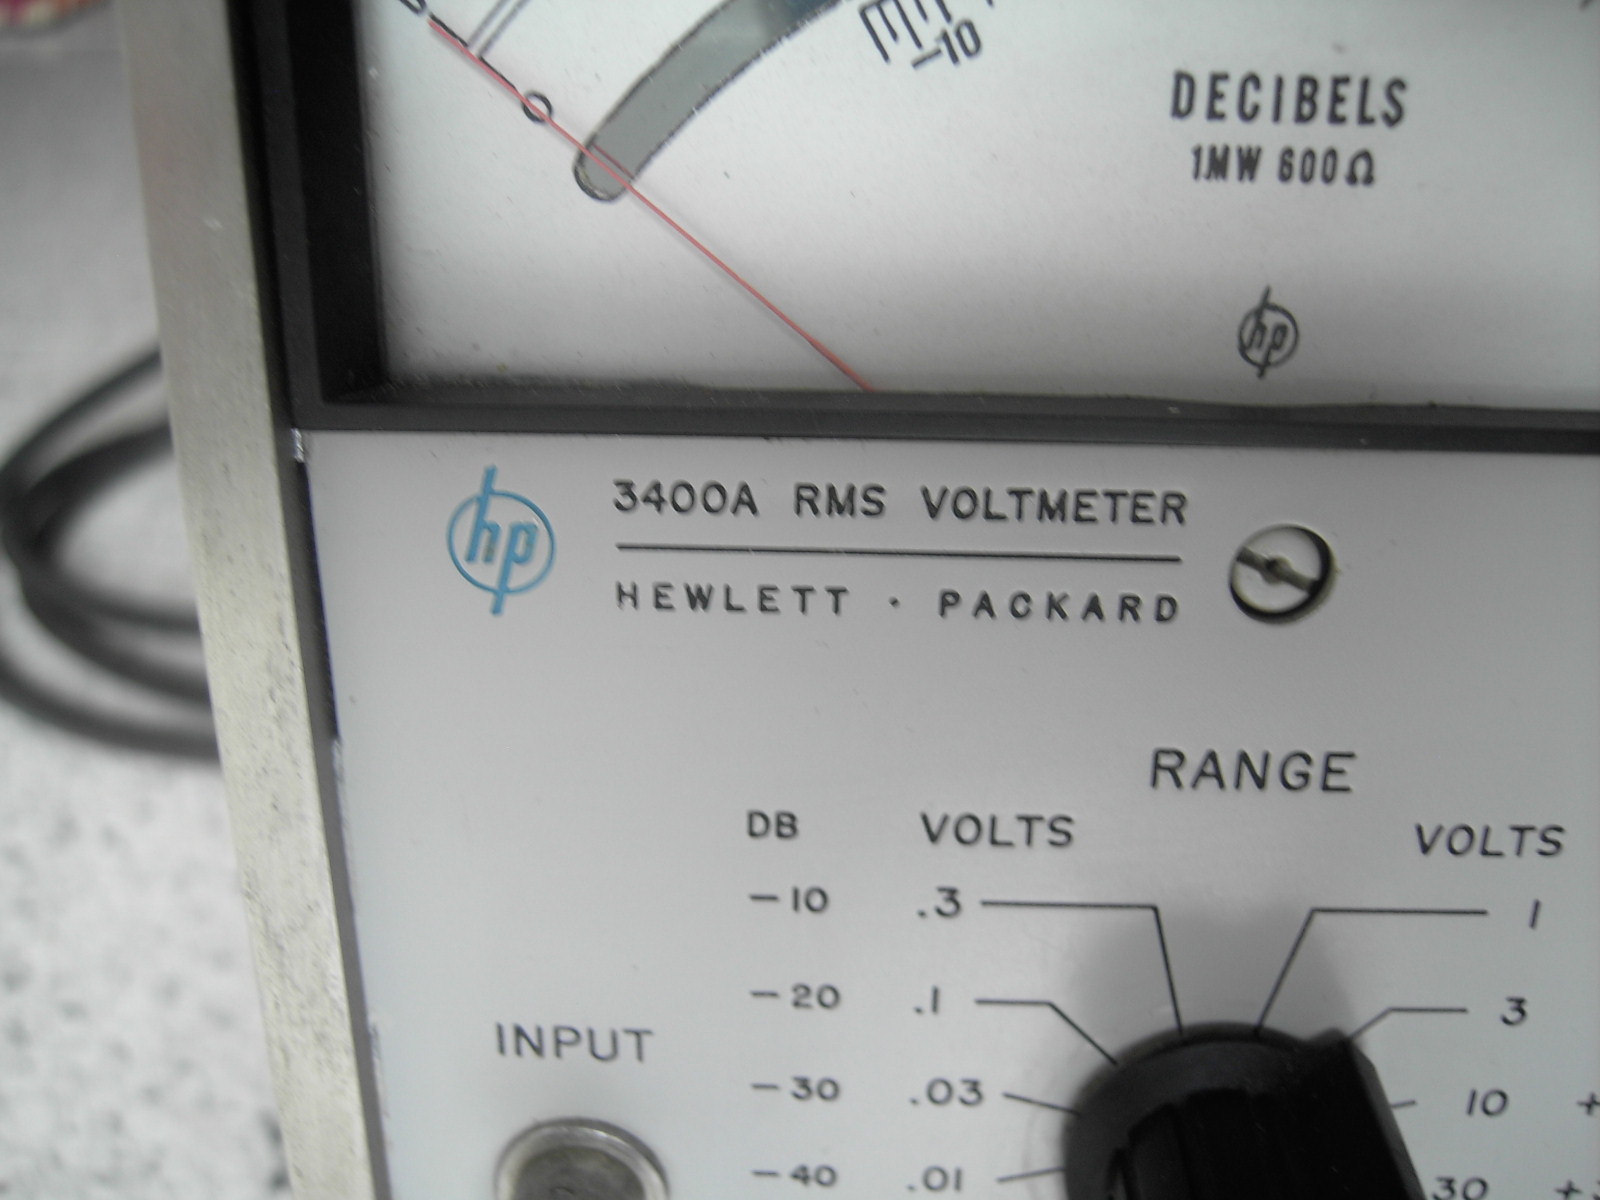 0
-10
DECIBELS
1MW 600Ω
hp
hp
3400A RMS VOLTMETER
HEWLETT · PACKARD
RANGE
DB VOLTS VOLTS
-10 .3 1
-20 .1 3
INPUT
-30 .03 10 +
-40 .01 30 +